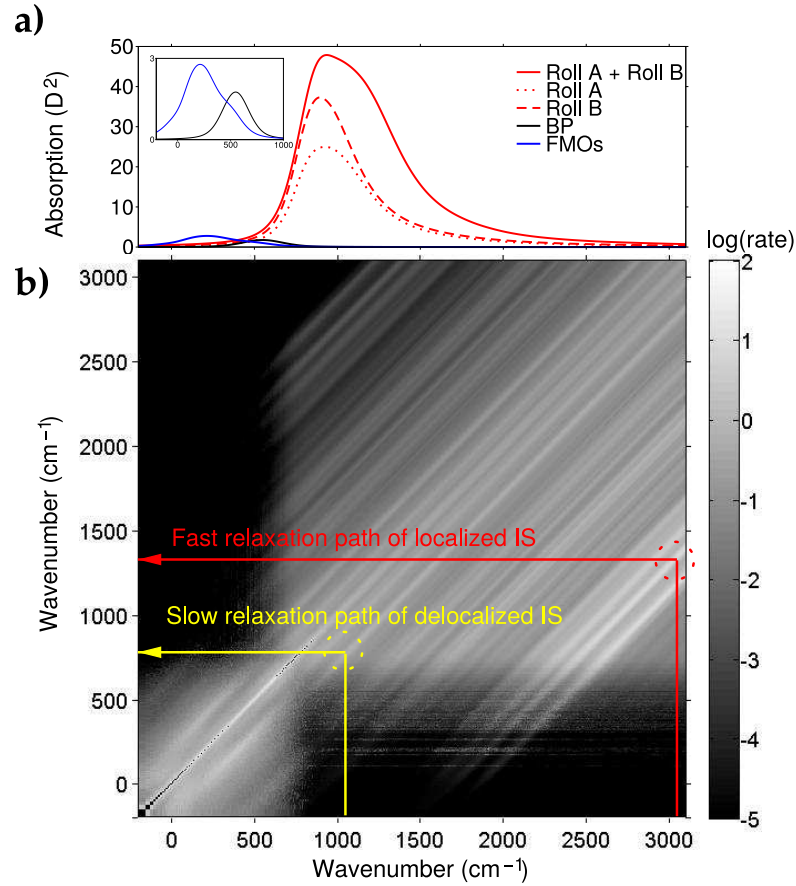 a)
50
40
30
20
10
0
Absorption (D²)
3
0
0
500
1000
Roll A + Roll B
Roll A
Roll B
BP
FMOs
b)
3000
2500
2000
1500
1000
500
0
Wavenumber (cm⁻¹)
Fast relaxation path of localized IS
Slow relaxation path of delocalized IS
0
500
1000
1500
2000
2500
3000
Wavenumber (cm⁻¹)
log(rate)
2
1
0
-1
-2
-3
-4
-5